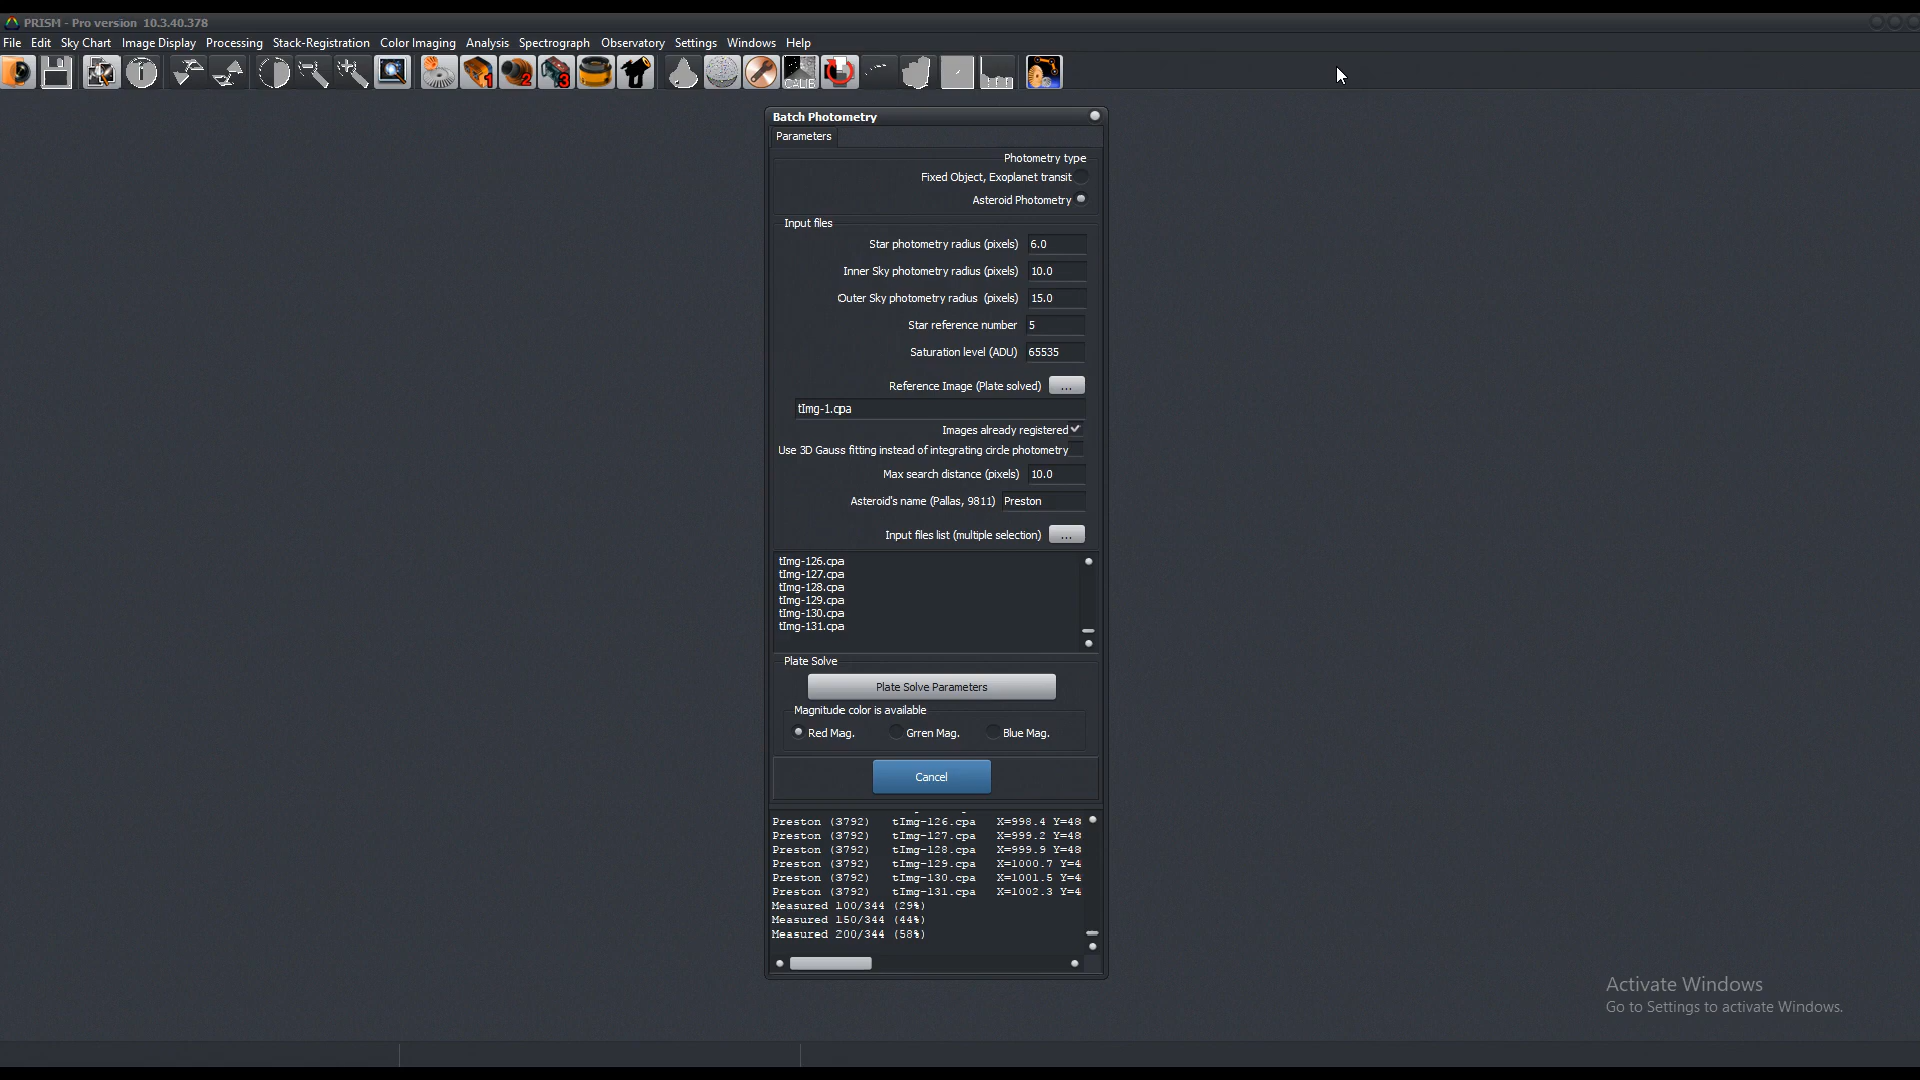 PRISM - Pro version 10.3.40.378
File Edit Sky Chart Image Display Processing Stack-Registration Color Imaging Analysis Spectrograph Observatory Settings Windows Help
1 2 3 CALIB
Batch Photometry
Parameters
Photometry type
Fixed Object, Exoplanet transit
Asteroid Photometry
Input files
Star photometry radius (pixels) 6.0
Inner Sky photometry radius (pixels) 10.0
Outer Sky photometry radius (pixels) 15.0
Star reference number 5
Saturation level (ADU) 65535
Reference Image (Plate solved) ...
tImg-1.cpa
Images already registered
Use 3D Gauss fitting instead of integrating circle photometry
Max search distance (pixels) 10.0
Asteroid's name (Pallas, 9811) Preston
Input files list (multiple selection) ...
tImg-126.cpa
tImg-127.cpa
tImg-128.cpa
tImg-129.cpa
tImg-130.cpa
tImg-131.cpa
Plate Solve
Plate Solve Parameters
Magnitude color is available
Red Mag. Grren Mag. Blue Mag.
Cancel
Preston (3792) tImg-126.cpa X=998.4 Y=48
Preston (3792) tImg-127.cpa X=999.2 Y=48
Preston (3792) tImg-128.cpa X=999.9 Y=48
Preston (3792) tImg-129.cpa X=1000.7 Y=4
Preston (3792) tImg-130.cpa X=1001.5 Y=4
Preston (3792) tImg-131.cpa X=1002.3 Y=4
Measured 100/344 (29%)
Measured 150/344 (44%)
Measured 200/344 (58%)
Activate Windows
Go to Settings to activate Windows.